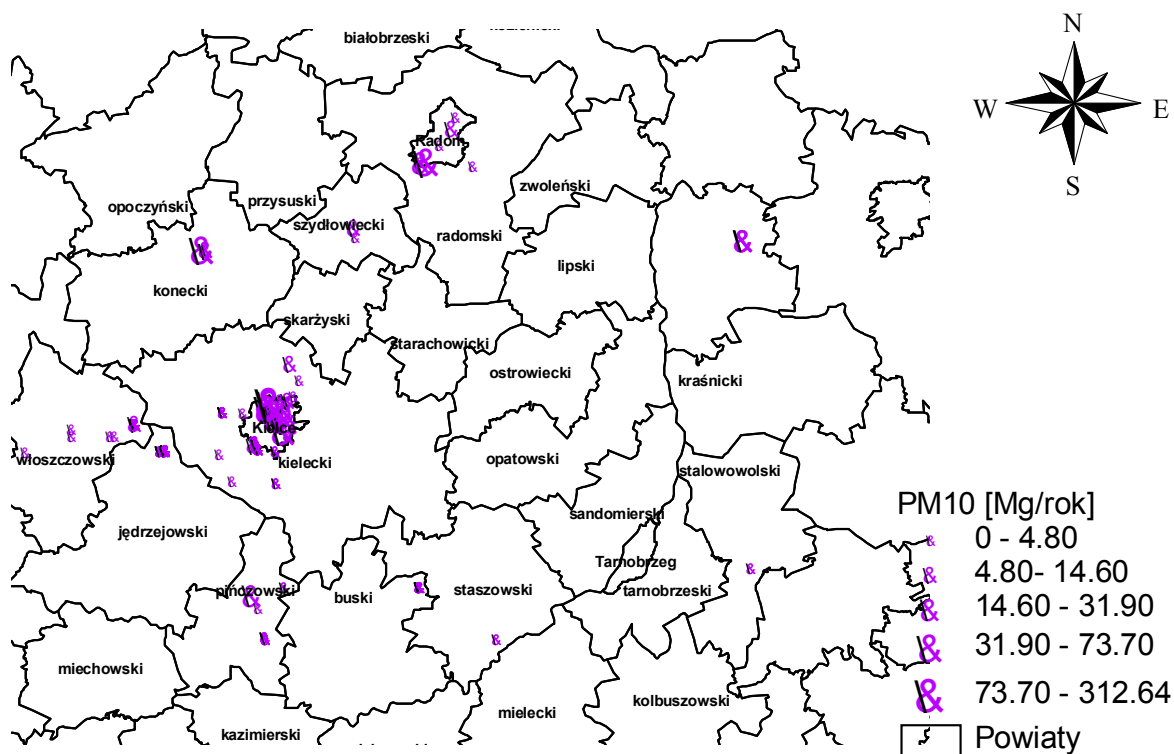 N
białobrzeski
W
E
Radom
S
zwoleński
przysuski
opoczyński
szydłowiecki
radomski
lipski
konecki
skarżyski
starachowicki
ostrowiecki
kraśnicki
Kielce
włoszczowski
kielecki
opatowski
stalowowolski
PM10 [Mg/rok]
sandomierski
0 - 4.80
jędrzejowski
Tarnobrzeg
4.80- 14.60
pińczowski
buski
staszowski
tarnobrzeski
14.60 - 31.90
31.90 - 73.70
miechowski
73.70 - 312.64
kolbuszowski
mielecki
kazimierski
Powiaty